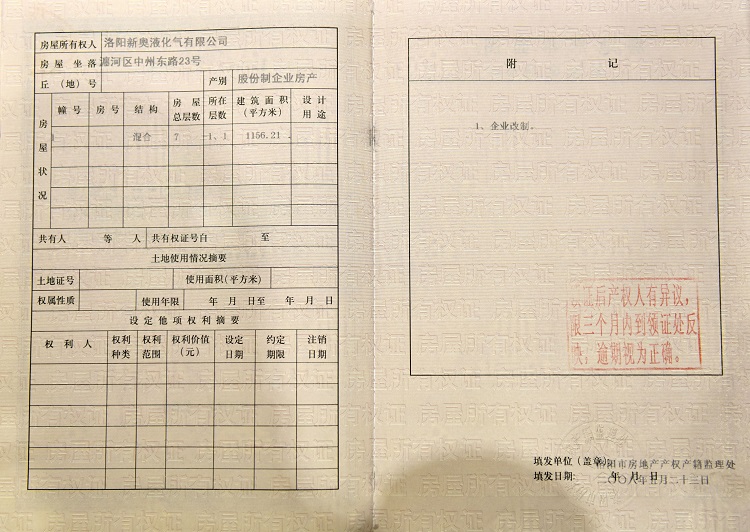 房屋所有权人 洛阳新奥液化气有限公司
房屋坐落 瀍河区中州东路23号
丘（地）号 产别 股份制企业房产
房屋状况
幢号 房号 结构 房屋总层数 所在层数 建筑面积（平方米） 设计用途
混合 7 1、1 1156.21
共有人 等 人 共有权证号自 至
土地使用情况摘要
土地证号 使用面积（平方米）
权属性质 使用年限 年 月 日至 年 月 日
设定他项权利摘要
权利人 权利种类 权利范围 权利价值（元） 设定日期 约定期限 注销日期
附 记
1、企业改制。
证后产权人有异议，
限三个月内到领证处反
映，逾期视为正确。
填发单位（盖章）：洛阳市房地产产权产籍监理处
填发日期： 年 月 日 二〇〇八年五月二十三日